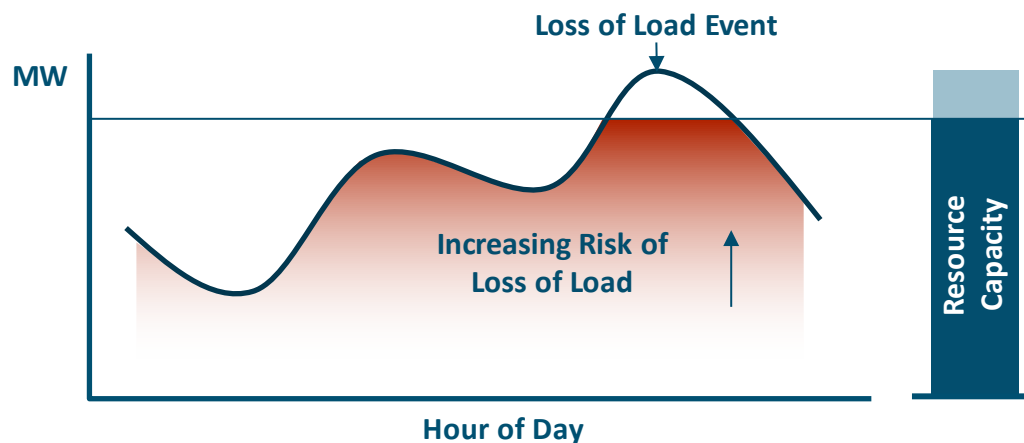 Loss of Load Event
MW
Increasing Risk of
Loss of Load
Resource
Capacity
Hour of Day